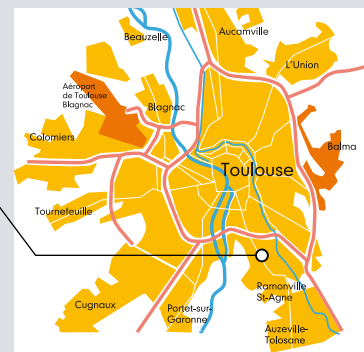 Beauzelle
Aucamville
L'Union
Aéroport
de Toulouse
Blagnac
Blagnac
Colomiers
Balma
Toulouse
Tournefeuille
Ramonville
St-Agne
Cugnaux
Portet-sur-
Garonne
Auzeville-
Tolosane